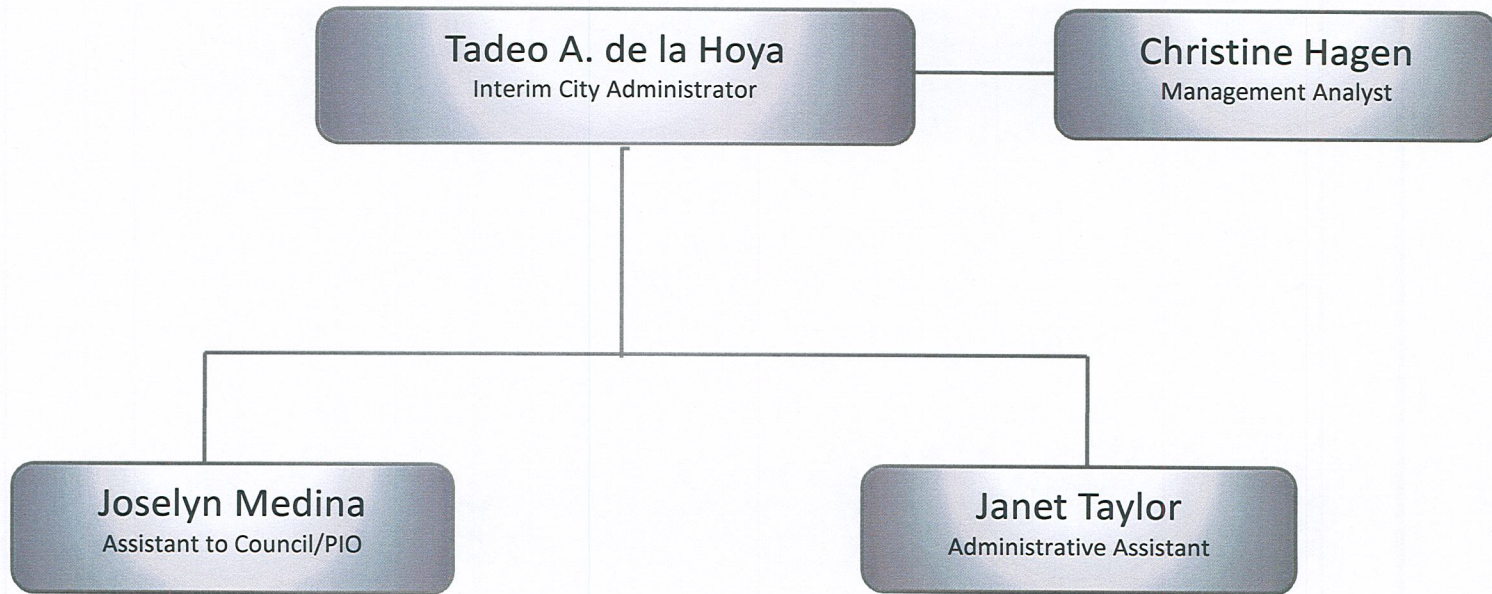 Tadeo A. de la Hoya
Interim City Administrator
Christine Hagen
Management Analyst
Joselyn Medina
Assistant to Council/PIO
Janet Taylor
Administrative Assistant